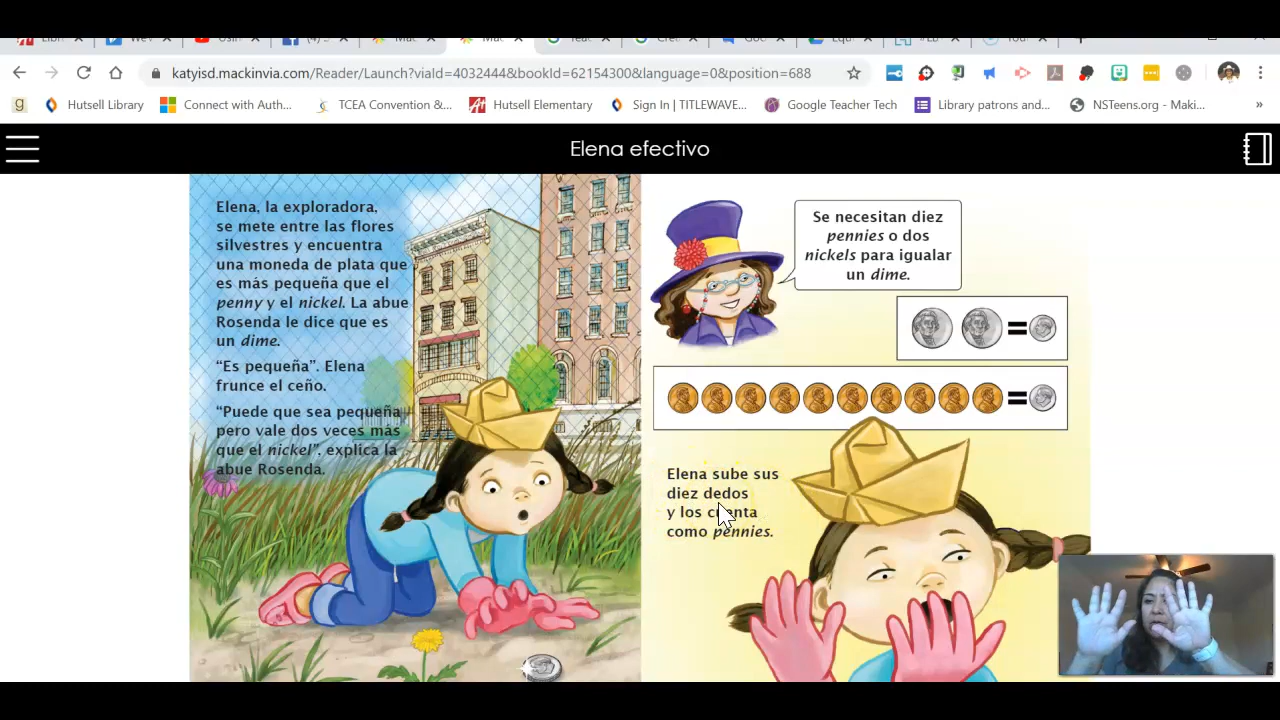 katyisd.mackinvia.com/Reader/Launch?viaId=4032444&bookId=62154300&language=0&position=688
Hutsell Library
Connect with Auth...
TCEA Convention &...
Hutsell Elementary
Sign In | TITLEWAVE...
Google Teacher Tech
Library patrons and...
NSTeens.org - Maki...
»
Elena efectivo
Elena, la exploradora,
se mete entre las flores
silvestres y encuentra
una moneda de plata que
es más pequeña que el
penny y el nickel. La abue
Rosenda le dice que es
un dime.
“Es pequeña”. Elena
frunce el ceño.
“Puede que sea pequeña
pero vale dos veces más
que el nickel”, explica la
abue Rosenda.
Se necesitan diez
pennies o dos
nickels para igualar
un dime.
=
=
Elena sube sus
diez dedos
y los cuenta
como pennies.